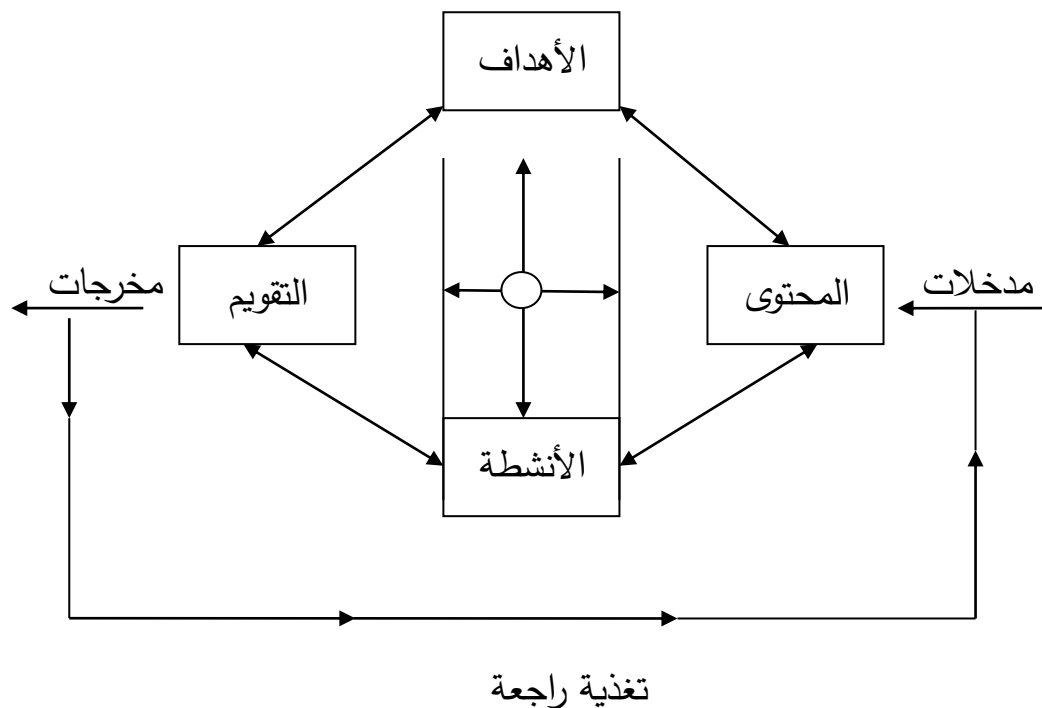 الأهداف
مدخلات
المحتوى
التقويم
مخرجات
الأنشطة
تغذية راجعة